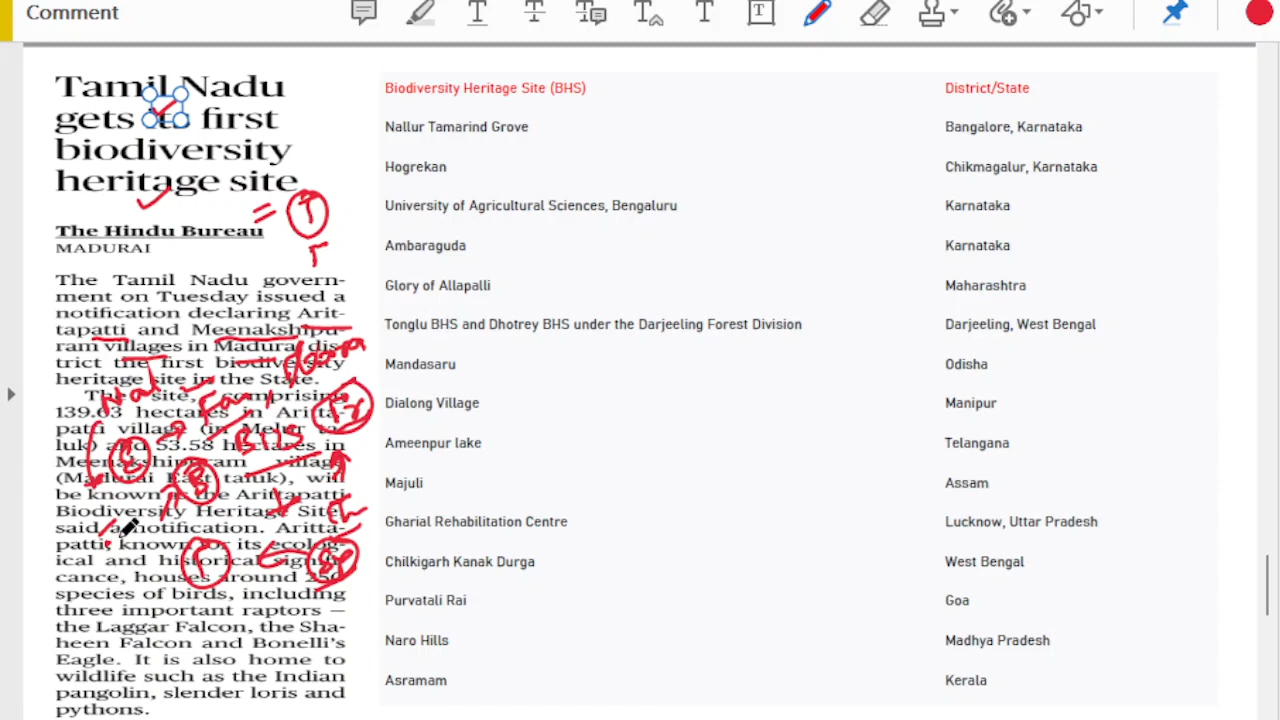 Comment
Tamil Nadu
gets its first
biodiversity
heritage site
The Hindu Bureau
MADURAI
The Tamil Nadu govern-
ment on Tuesday issued a
notification declaring Arit-
tapatti and Meenakshipu-
ram villages in Madurai dis-
trict the first biodiversity
heritage site in the State.
The site, comprising
139.63 hectares in Aritta-
patti village (in Melur ta-
luk) and 53.58 hectares in
Meenakshipuram village
(Madurai East taluk), will
be known as the Arittapatti
Biodiversity Heritage Site,
said a notification. Aritta-
patti, known for its ecolog-
ical and historical signifi-
cance, houses around 250
species of birds, including
three important raptors —
the Laggar Falcon, the Sha-
heen Falcon and Bonelli's
Eagle. It is also home to
wildlife such as the Indian
pangolin, slender loris and
pythons.
Biodiversity Heritage Site (BHS) District/State
Nallur Tamarind Grove Bangalore, Karnataka
Hogrekan Chikmagalur, Karnataka
University of Agricultural Sciences, Bengaluru Karnataka
Ambaraguda Karnataka
Glory of Allapalli Maharashtra
Tonglu BHS and Dhotrey BHS under the Darjeeling Forest Division Darjeeling, West Bengal
Mandasaru Odisha
Dialong Village Manipur
Ameenpur lake Telangana
Majuli Assam
Gharial Rehabilitation Centre Lucknow, Uttar Pradesh
Chilkigarh Kanak Durga West Bengal
Purvatali Rai Goa
Naro Hills Madhya Pradesh
Asramam Kerala
BHS